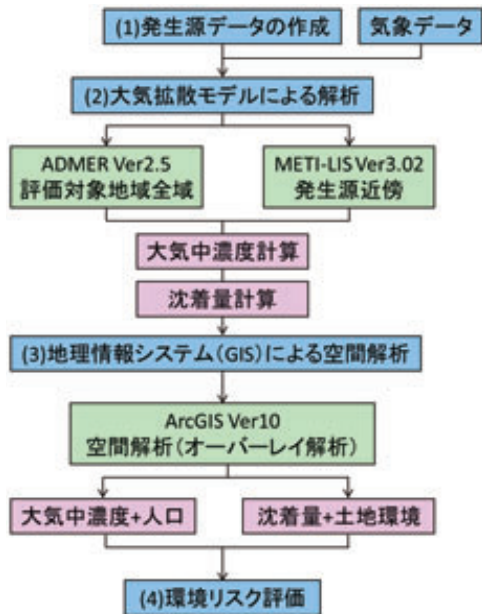 (1)発生源データの作成
気象データ
(2)大気拡散モデルによる解析
ADMER Ver2.5
評価対象地域全域
METI-LIS Ver3.02
発生源近傍
大気中濃度計算
沈着量計算
(3)地理情報システム(GIS)による空間解析
ArcGIS Ver10
空間解析(オーバーレイ解析)
大気中濃度+人口
沈着量+土地環境
(4)環境リスク評価